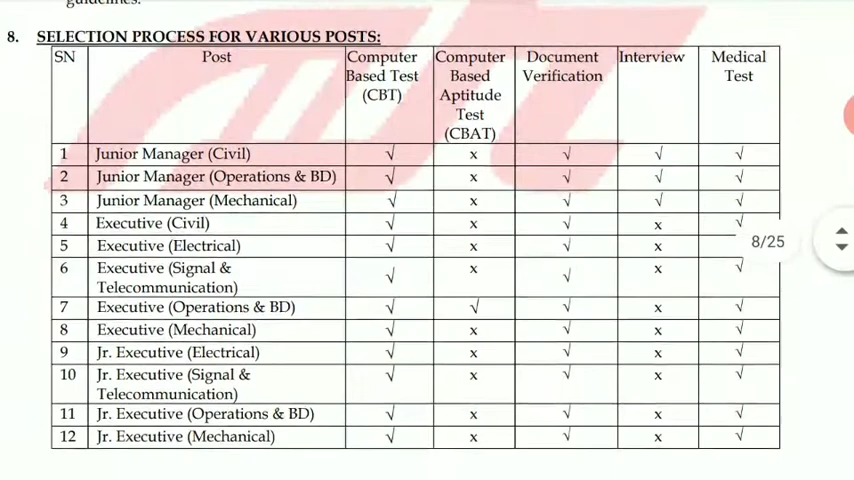 guidelines.
8. SELECTION PROCESS FOR VARIOUS POSTS:
SN Post Computer Based Test (CBT) Computer Based Aptitude Test (CBAT) Document Verification Interview Medical Test
1 Junior Manager (Civil) √ x √ √ √
2 Junior Manager (Operations & BD) √ x √ √ √
3 Junior Manager (Mechanical) √ x √ √ √
4 Executive (Civil) √ x √ x √
5 Executive (Electrical) √ x √ x
8/25
6 Executive (Signal & Telecommunication) √ x √ x √
7 Executive (Operations & BD) √ √ √ x √
8 Executive (Mechanical) √ x √ x √
9 Jr. Executive (Electrical) √ x √ x √
10 Jr. Executive (Signal & Telecommunication) √ x √ x √
11 Jr. Executive (Operations & BD) √ x √ x √
12 Jr. Executive (Mechanical) √ x √ x √